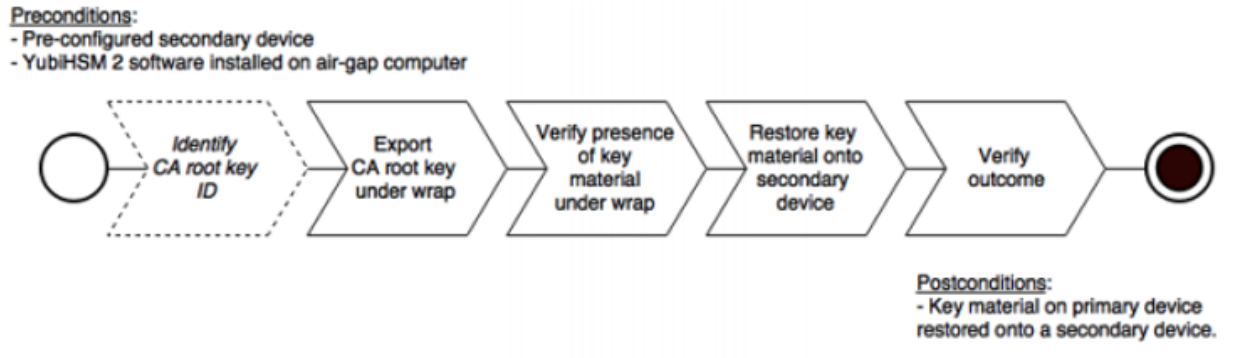 Preconditions:
- Pre-configured secondary device
- YubiHSM 2 software installed on air-gap computer
Identify
CA root key
ID
Export
CA root key
under wrap
Verify presence
of key
material
under wrap
Restore key
material onto
secondary
device
Verify
outcome
Postconditions:
- Key material on primary device
restored onto a secondary device.